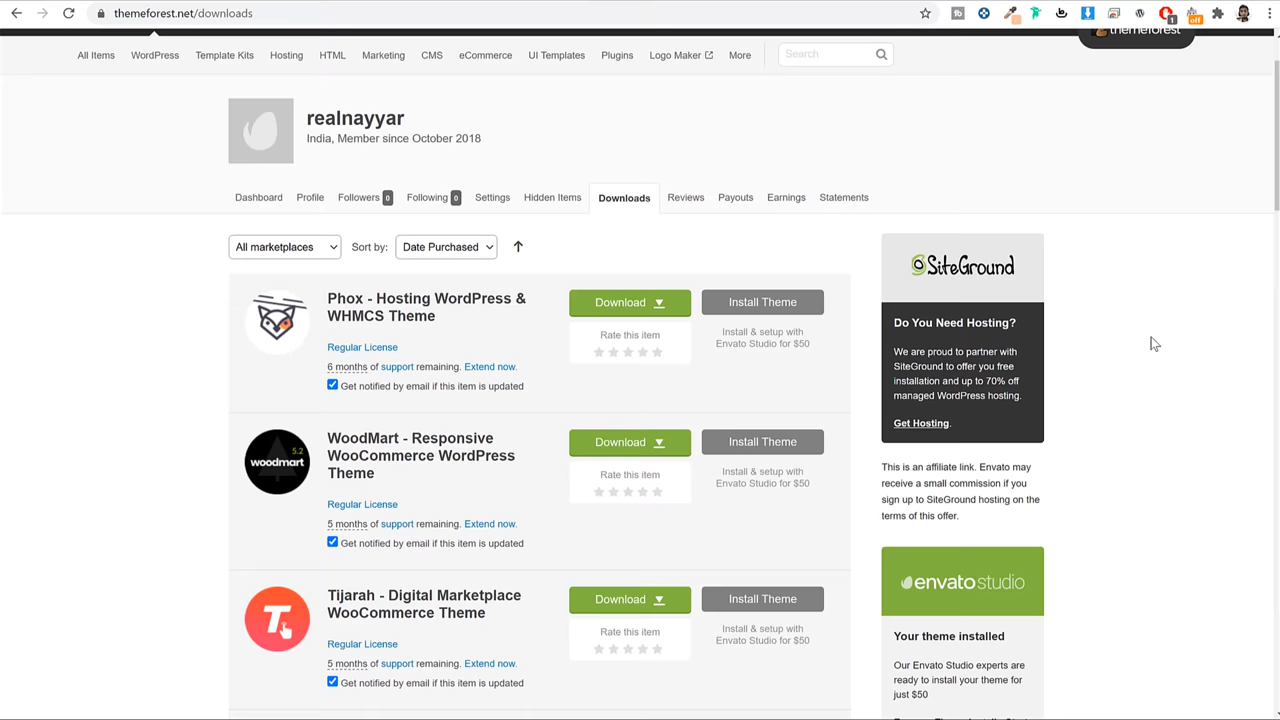 themeforest.net/downloads
1
off
themeforest
All Items WordPress Template Kits Hosting HTML Marketing CMS eCommerce UI Templates Plugins Logo Maker More Search
realnayyar
India, Member since October 2018
Dashboard Profile Followers 0 Following 0 Settings Hidden Items Downloads Reviews Payouts Earnings Statements
All marketplaces Sort by: Date Purchased
Phox - Hosting WordPress &
WHMCS Theme
Regular License
6 months of support remaining. Extend now.
Get notified by email if this item is updated
Download
Rate this item
Install Theme
Install & setup with
Envato Studio for $50
5.2
woodmart
WoodMart - Responsive
WooCommerce WordPress
Theme
Regular License
5 months of support remaining. Extend now.
Get notified by email if this item is updated
Download
Rate this item
Install Theme
Install & setup with
Envato Studio for $50
T
Tijarah - Digital Marketplace
WooCommerce Theme
Regular License
5 months of support remaining. Extend now.
Get notified by email if this item is updated
Download
Rate this item
Install Theme
Install & setup with
Envato Studio for $50
SiteGround
Do You Need Hosting?
We are proud to partner with
SiteGround to offer you free
installation and up to 70% off
managed WordPress hosting.
Get Hosting.
This is an affiliate link. Envato may
receive a small commission if you
sign up to SiteGround hosting on the
terms of this offer.
envatostudio
Your theme installed
Our Envato Studio experts are
ready to install your theme for
just $50